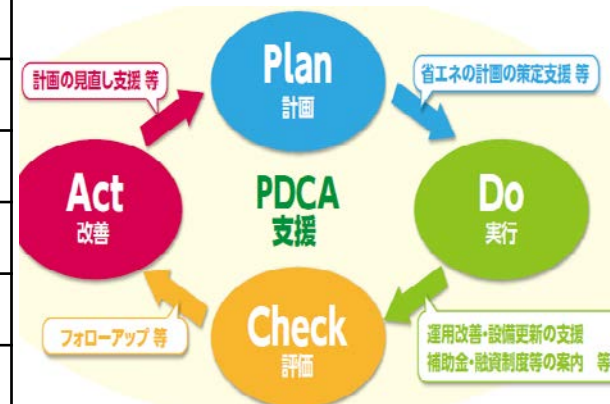 Plan
計画
計画の見直し支援 等
省エネの計画の策定支援 等
Act
改善
PDCA
支援
Do
実行
フォローアップ 等
Check
評価
運用改善・設備更新の支援
補助金・融資制度等の案内 等